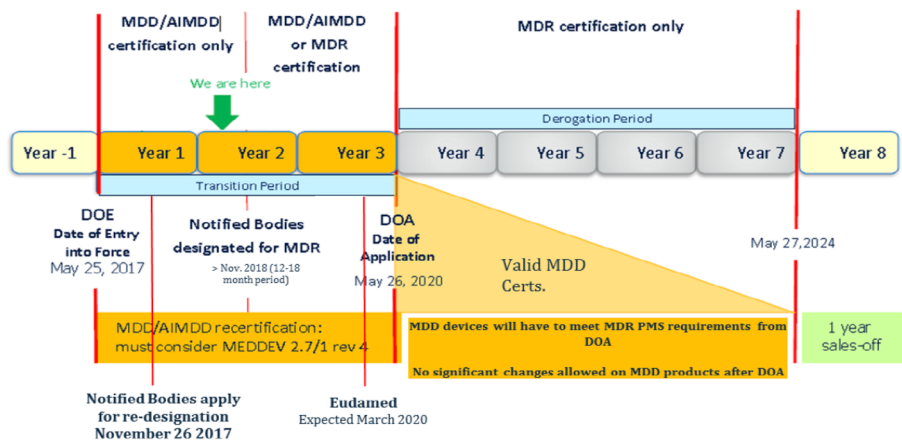 MDD/AIMDD
certification only
MDD/AIMDD
or MDR
certification
MDR certification only
We are here
Derogation Period
Year -1
Year 1
Year 2
Year 3
Year 4
Year 5
Year 6
Year 7
Year 8
Transition Period
DOE
Date of Entry
into Force
May 25, 2017
Notified Bodies
designated for MDR
> Nov. 2018 (12-18
month period)
DOA
Date of
Application
May 26, 2020
May 27,2024
Valid MDD
Certs.
MDD/AIMDD recertification:
must consider MEDDEV 2.7/1 rev 4
MDD devices will have to meet MDR PMS requirements from
DOA
No significant changes allowed on MDD products after DOA
1 year
sales-off
Notified Bodies apply
for re-designation
November 26 2017
Eudamed
Expected March 2020